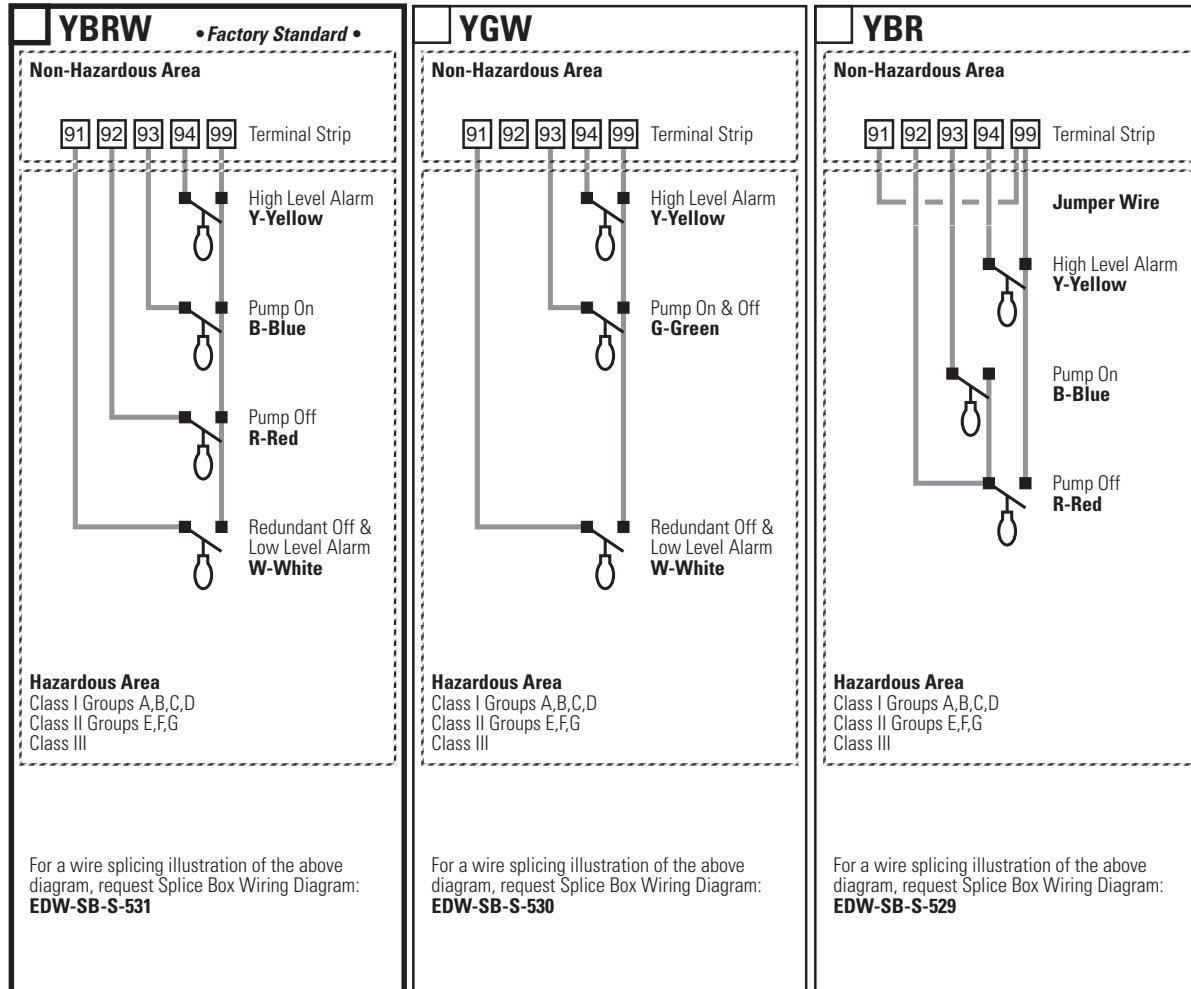 YBRW • Factory Standard •
Non-Hazardous Area
91 92 93 94 99 Terminal Strip
High Level Alarm
Y-Yellow
Pump On
B-Blue
Pump Off
R-Red
Redundant Off &
Low Level Alarm
W-White
Hazardous Area
Class I Groups A,B,C,D
Class II Groups E,F,G
Class III
For a wire splicing illustration of the above
diagram, request Splice Box Wiring Diagram:
EDW-SB-S-531
YGW
Non-Hazardous Area
91 92 93 94 99 Terminal Strip
High Level Alarm
Y-Yellow
Pump On & Off
G-Green
Redundant Off &
Low Level Alarm
W-White
Hazardous Area
Class I Groups A,B,C,D
Class II Groups E,F,G
Class III
For a wire splicing illustration of the above
diagram, request Splice Box Wiring Diagram:
EDW-SB-S-530
YBR
Non-Hazardous Area
91 92 93 94 99 Terminal Strip
Jumper Wire
High Level Alarm
Y-Yellow
Pump On
B-Blue
Pump Off
R-Red
Hazardous Area
Class I Groups A,B,C,D
Class II Groups E,F,G
Class III
For a wire splicing illustration of the above
diagram, request Splice Box Wiring Diagram:
EDW-SB-S-529